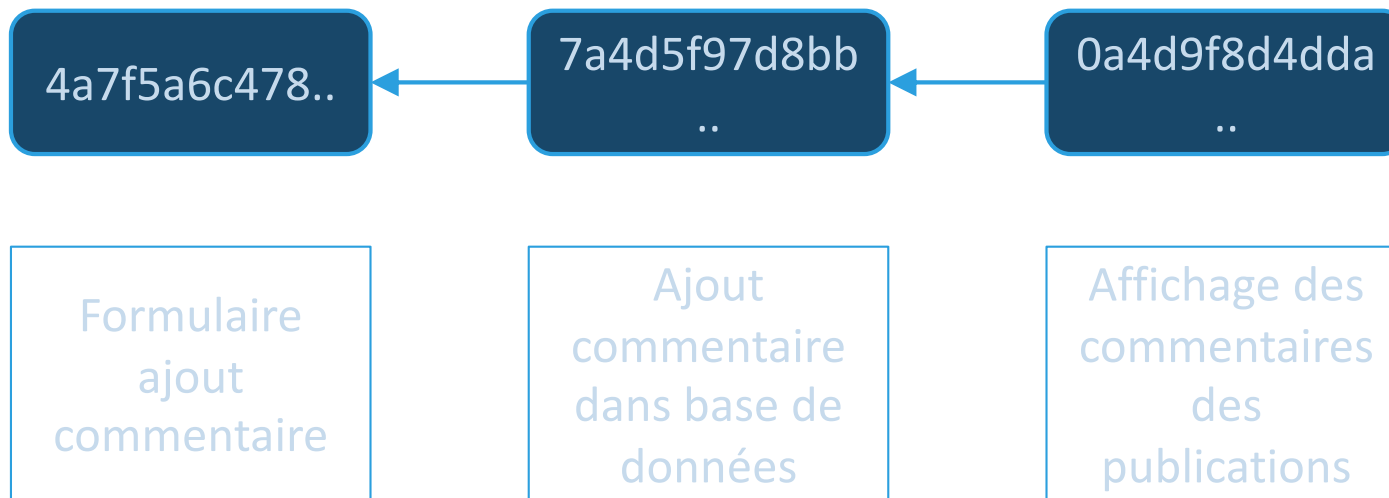 4a7f5a6c478..
7a4d5f97d8bb
..
0a4d9f8d4dda
..
Formulaire
ajout
commentaire
Ajout
commentaire
dans base de
données
Affichage des
commentaires
des
publications